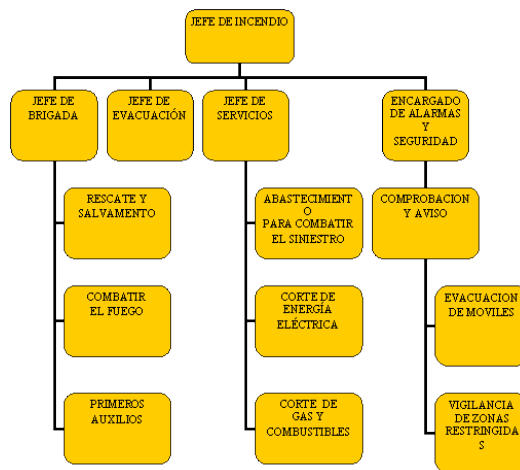 JEFE DE INCENDIO
JEFE DE
BRIGADA
JEFE DE
EVACUACIÓN
JEFE DE
SERVICIOS
ENCARGADO
DE ALARMAS
Y
SEGURIDAD
RESCATE Y
SALVAMENTO
ABASTECIMIENT
O
PARA COMBATIR
EL SINIESTRO
COMPROBACION
Y AVISO
COMBATIR
EL FUEGO
CORTE DE
ENERGÍA
ELÉCTRICA
EVACUACION
DE MOVILES
PRIMEROS
AUXILIOS
CORTE DE
GAS Y
COMBUSTIBLES
VIGILANCIA
DE ZONAS
RESTRINGIDA
S